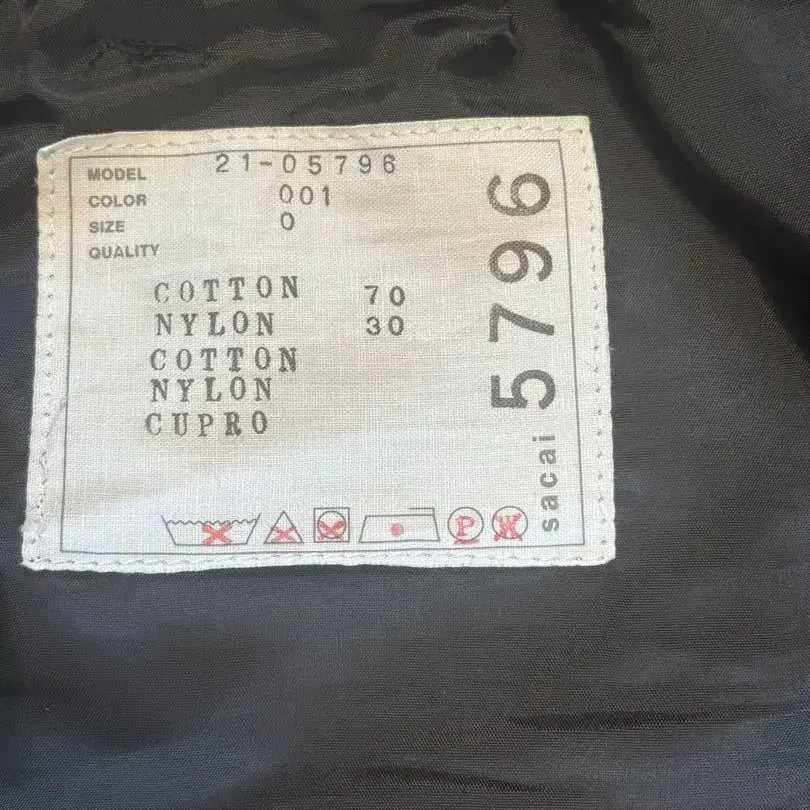 MODEL 21-05796
COLOR 001
SIZE 0
QUALITY
COTTON 70
NYLON 30
COTTON
NYLON
CUPRO
P W
sacai 5796